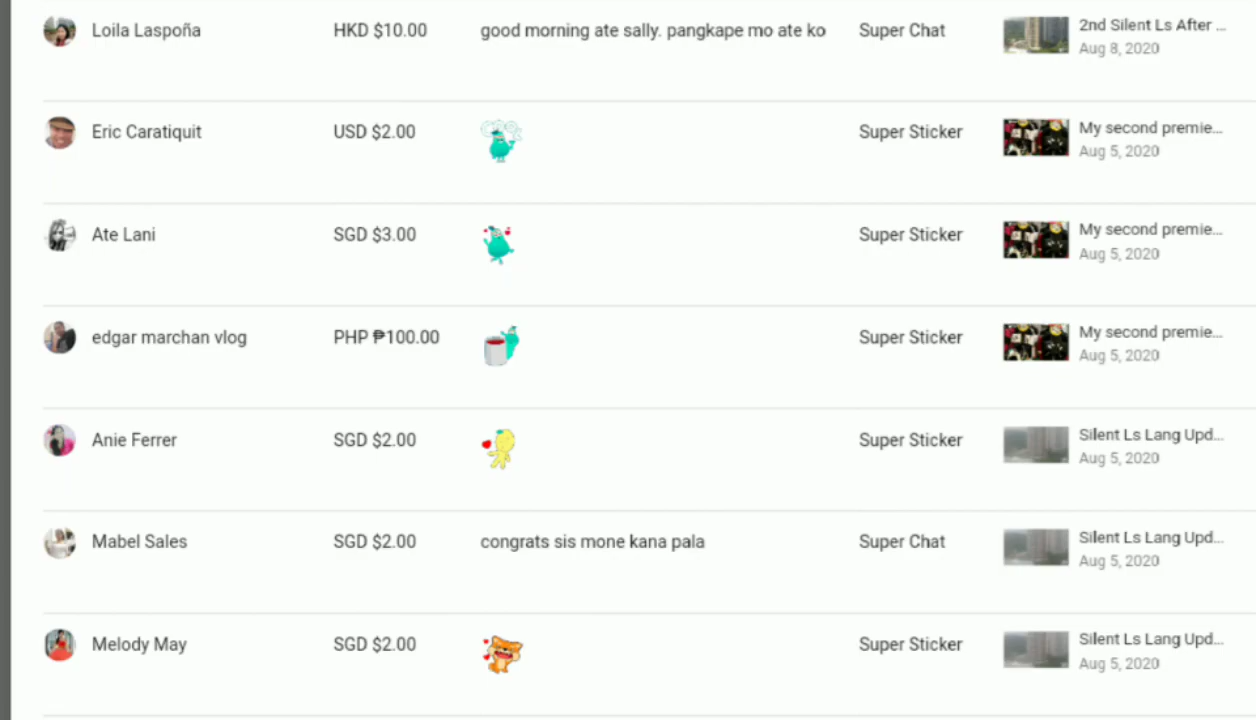 Loila Laspoña HKD $10.00 good morning ate sally. pangkape mo ate ko Super Chat 2nd Silent Ls After ...
Aug 8, 2020
Eric Caratiquit USD $2.00 Super Sticker My second premie...
Aug 5, 2020
Ate Lani SGD $3.00 Super Sticker My second premie...
Aug 5, 2020
edgar marchan vlog PHP ₱100.00 Super Sticker My second premie...
Aug 5, 2020
Anie Ferrer SGD $2.00 Super Sticker Silent Ls Lang Upd...
Aug 5, 2020
Mabel Sales SGD $2.00 congrats sis mone kana pala Super Chat Silent Ls Lang Upd...
Aug 5, 2020
Melody May SGD $2.00 Super Sticker Silent Ls Lang Upd...
Aug 5, 2020